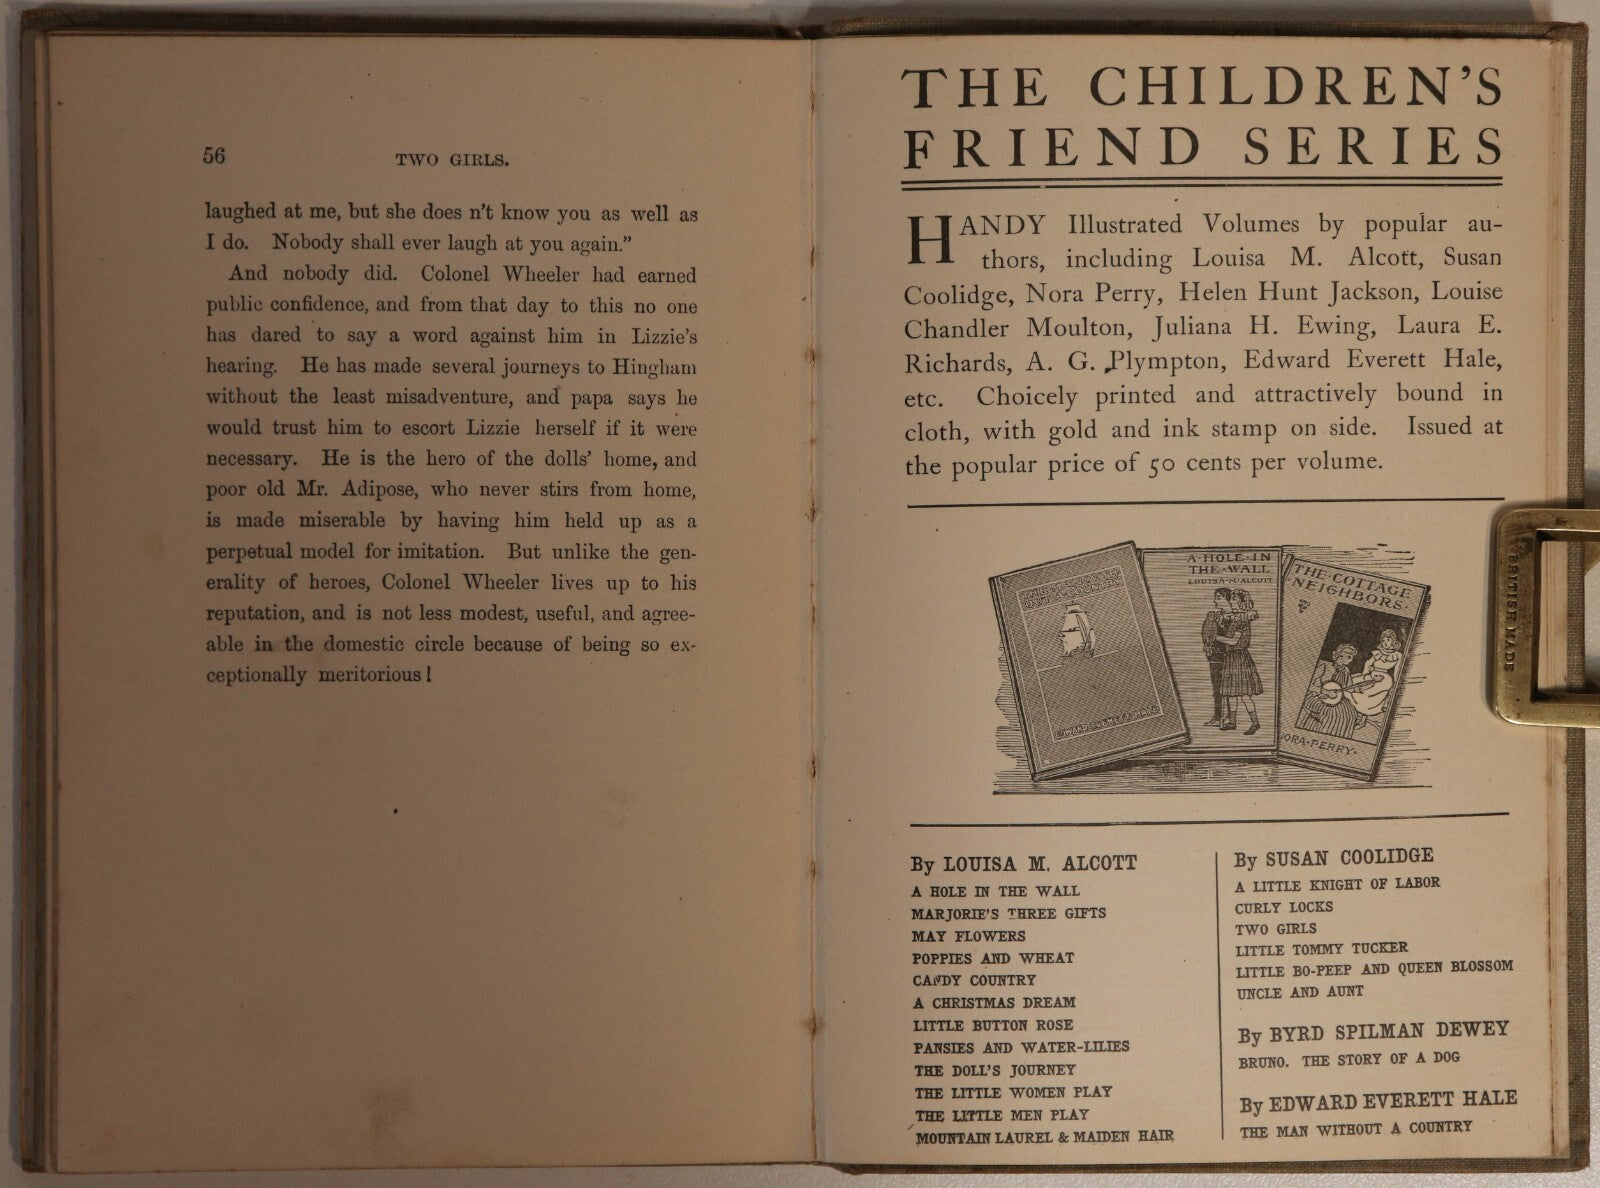 56
TWO GIRLS.
laughed at me, but she does n't know you as well as
I do. Nobody shall ever laugh at you again.”
And nobody did. Colonel Wheeler had earned
public confidence, and from that day to this no one
has dared to say a word against him in Lizzie's
hearing. He has made several journeys to Hingham
without the least misadventure, and papa says he
would trust him to escort Lizzie herself if it were
necessary. He is the hero of the dolls' home, and
poor old Mr. Adipose, who never stirs from home,
is made miserable by having him held up as a
perpetual model for imitation. But unlike the gen-
erality of heroes, Colonel Wheeler lives up to his
reputation, and is not less modest, useful, and agree-
able in the domestic circle because of being so ex-
ceptionally meritorious!
THE CHILDREN'S
FRIEND SERIES
HANDY Illustrated Volumes by popular au-
thors, including Louisa M. Alcott, Susan
Coolidge, Nora Perry, Helen Hunt Jackson, Louise
Chandler Moulton, Juliana H. Ewing, Laura E.
Richards, A. G. Plympton, Edward Everett Hale,
etc. Choicely printed and attractively bound in
cloth, with gold and ink stamp on side. Issued at
the popular price of 50 cents per volume.
OUT A COUNTRY
EDWARD EVERETT HALE
A·HOLE·IN
THE·WALL
LOUISA·M·ALCOTT
THE·COTTAGE
NEIGHBORS·
ORA·PERRY·
BRITISH MADE
By LOUISA M. ALCOTT
A HOLE IN THE WALL
MARJORIE'S THREE GIFTS
MAY FLOWERS
POPPIES AND WHEAT
CANDY COUNTRY
A CHRISTMAS DREAM
LITTLE BUTTON ROSE
PANSIES AND WATER-LILIES
THE DOLL'S JOURNEY
THE LITTLE WOMEN PLAY
THE LITTLE MEN PLAY
MOUNTAIN LAUREL & MAIDEN HAIR
By SUSAN COOLIDGE
A LITTLE KNIGHT OF LABOR
CURLY LOCKS
TWO GIRLS
LITTLE TOMMY TUCKER
LITTLE BO-PEEP AND QUEEN BLOSSOM
UNCLE AND AUNT
By BYRD SPILMAN DEWEY
BRUNO. THE STORY OF A DOG
By EDWARD EVERETT HALE
THE MAN WITHOUT A COUNTRY